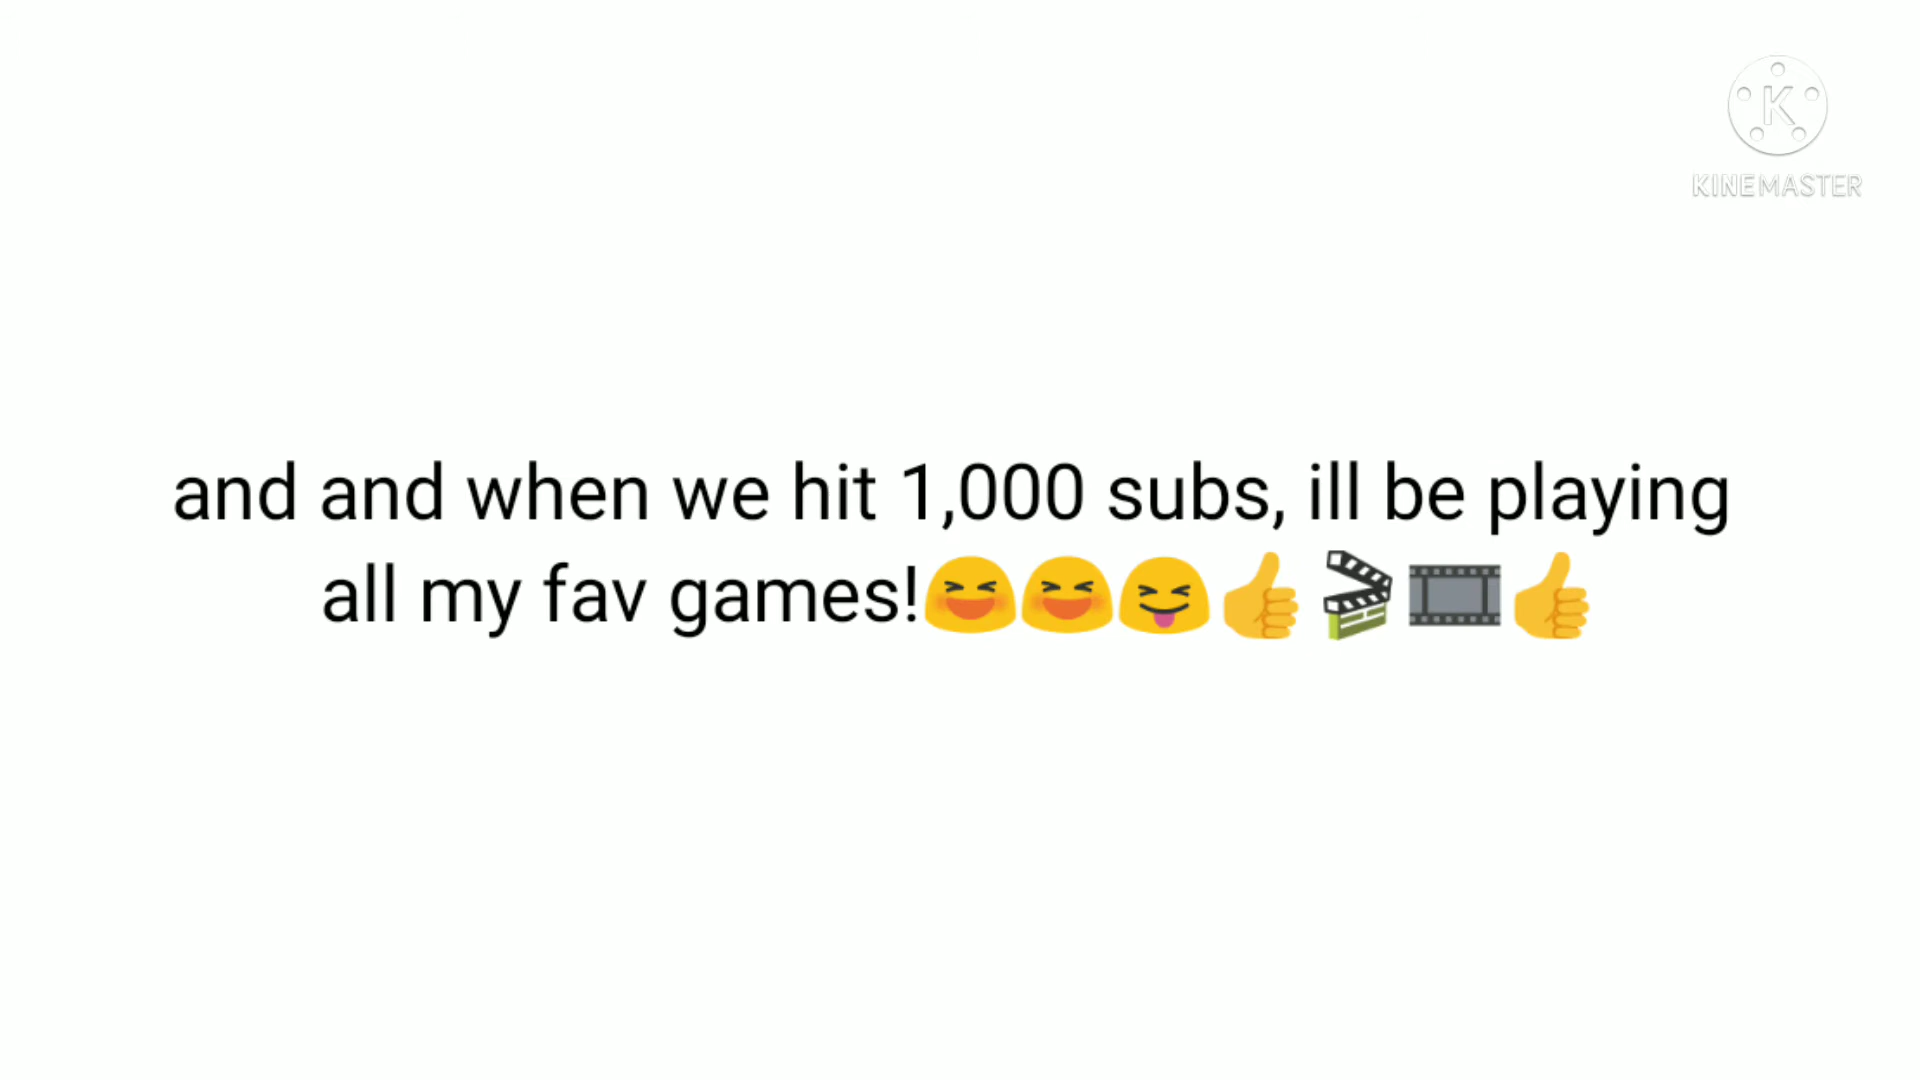 K
KINEMASTER
and and when we hit 1,000 subs, ill be playing
all my fav games!😆😆😝👍🎬🎞👍